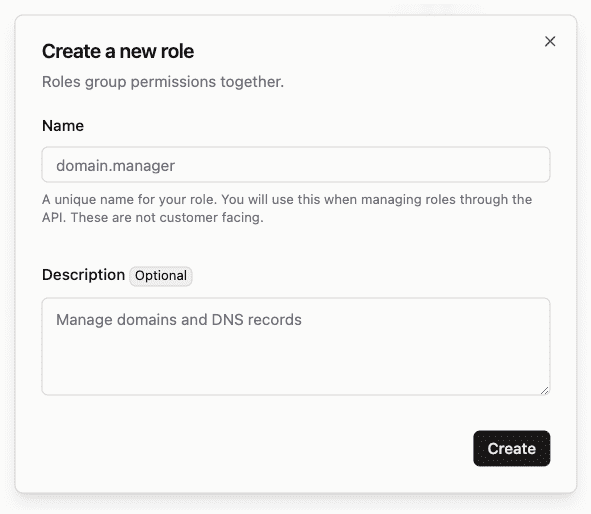 Create a new role
Roles group permissions together.
Name
domain.manager
A unique name for your role. You will use this when managing roles through the
API. These are not customer facing.
Description Optional
Manage domains and DNS records
Create